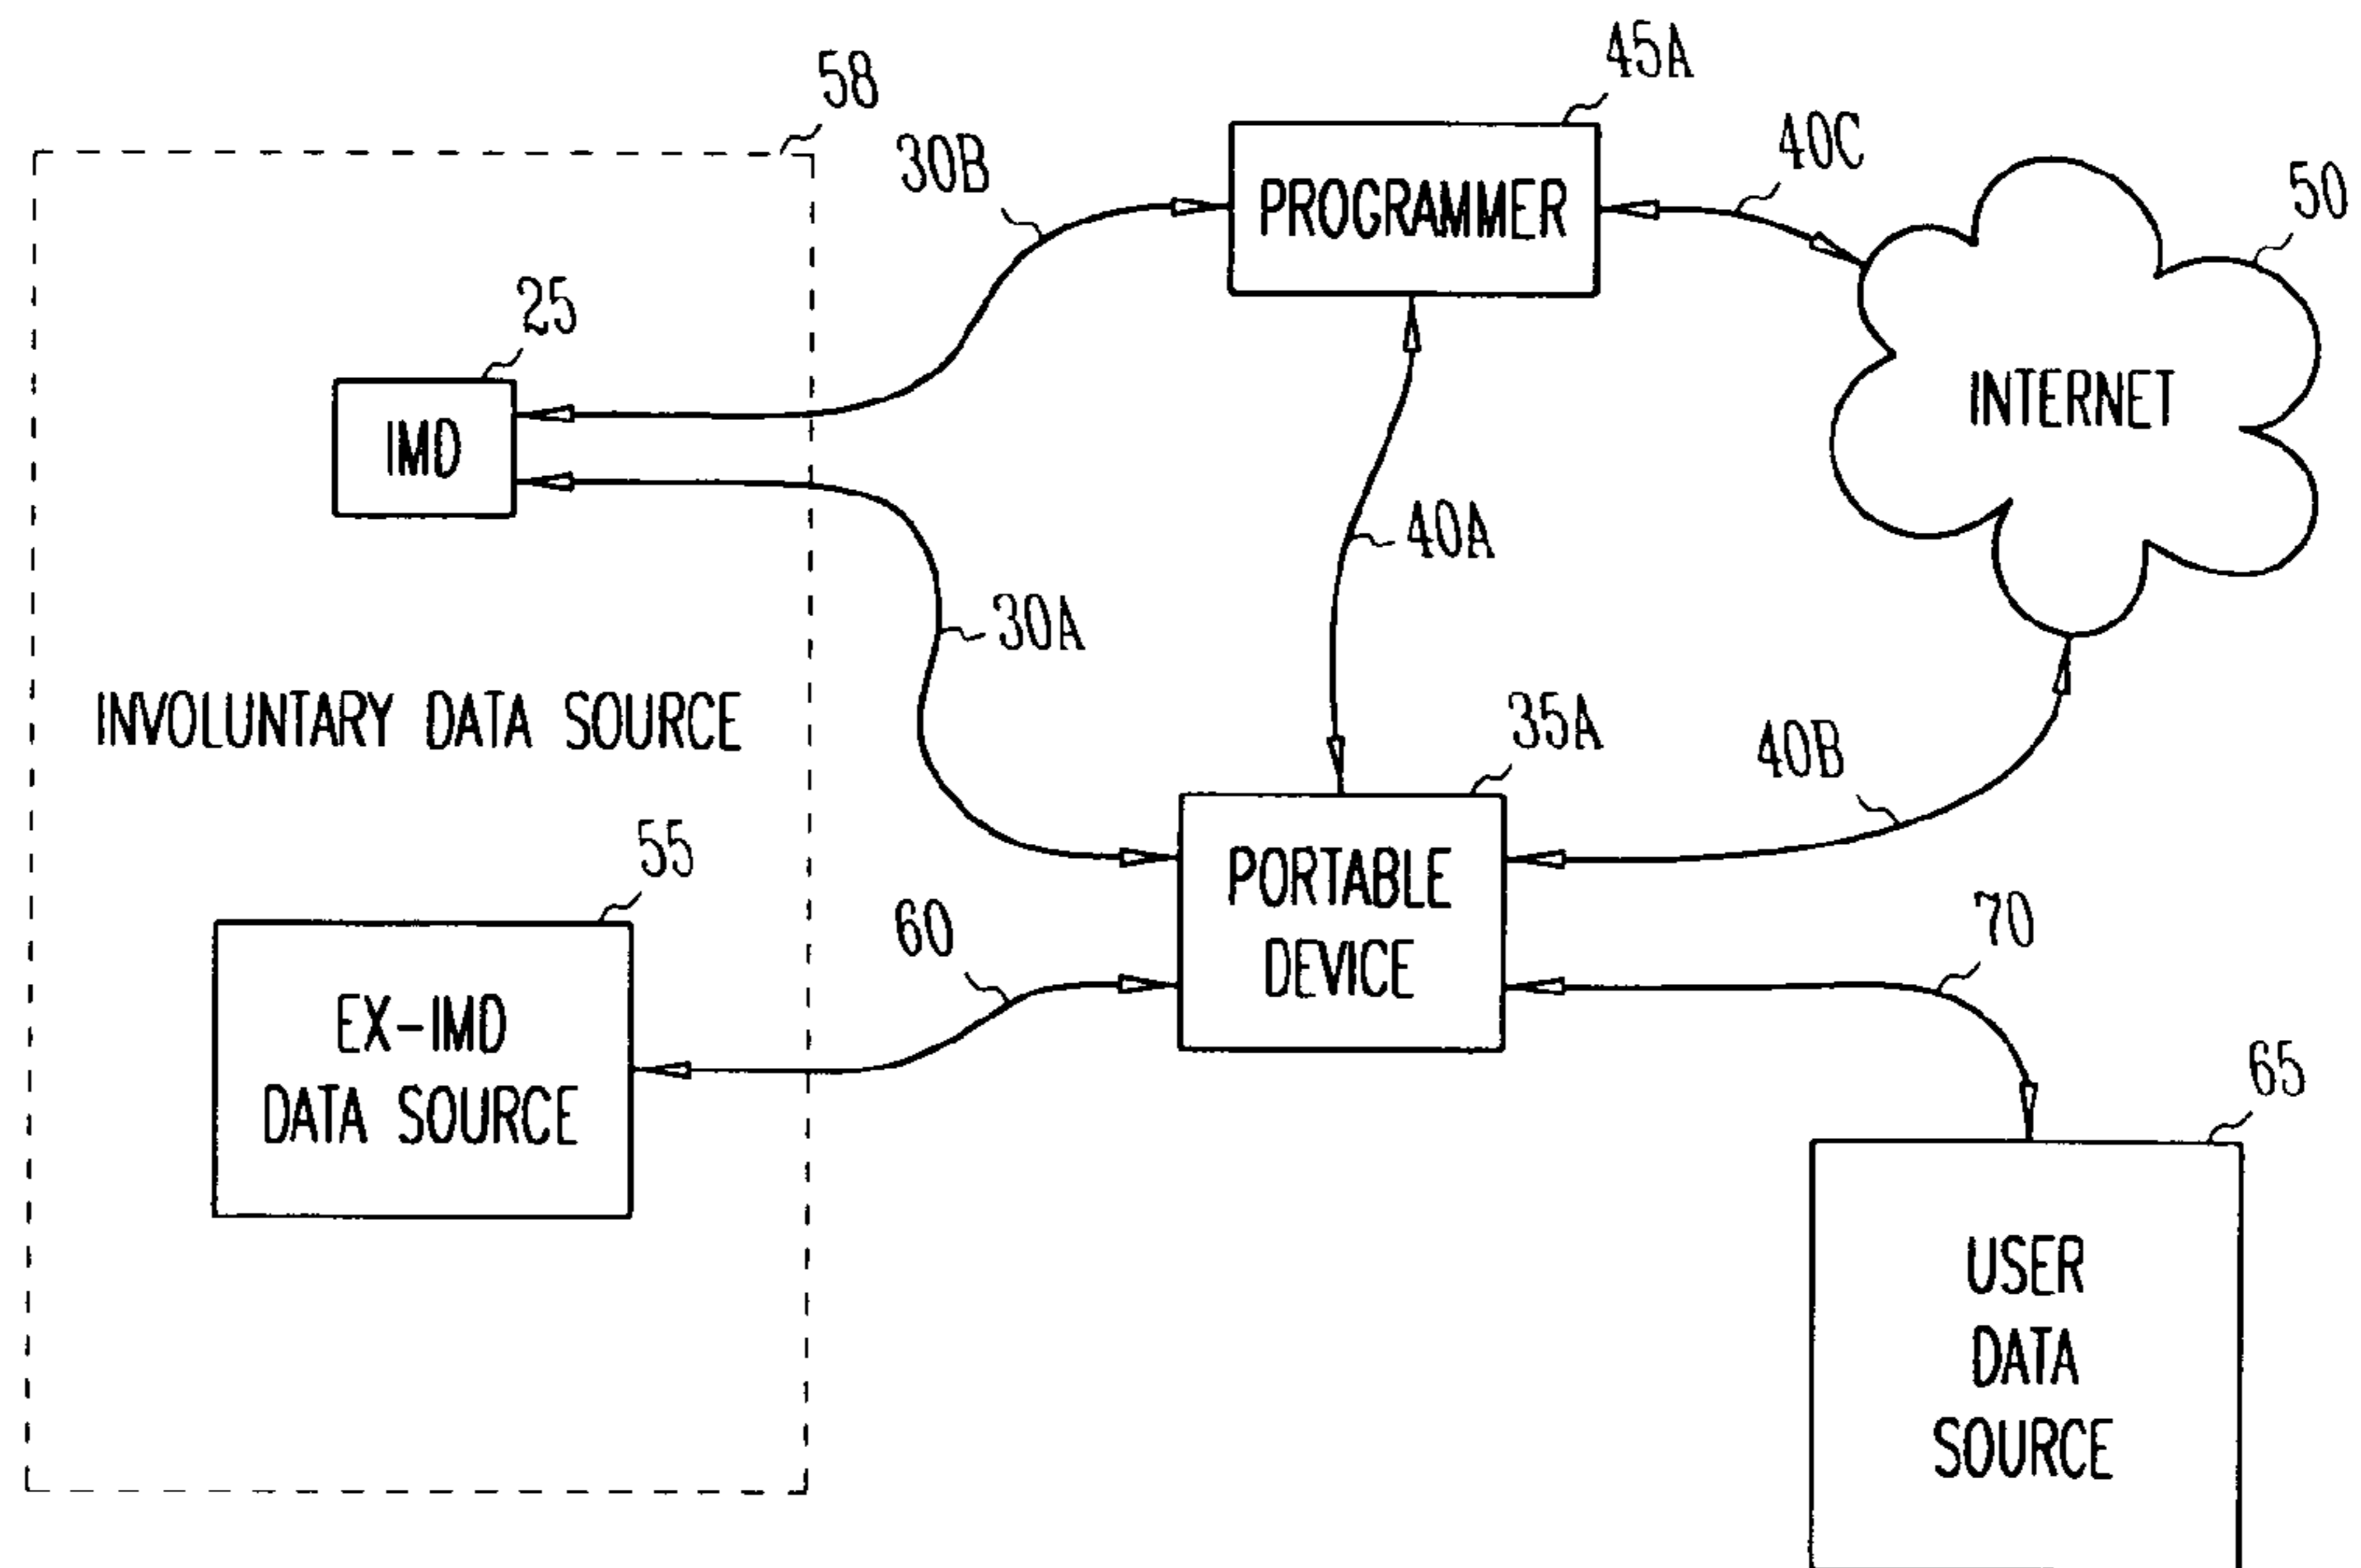 45A
58
30B
40C
50
PROGRAMMER
25
INTERNET
IMD
40A
30A
INVOLUNTARY DATA SOURCE
35A
40B
55
PORTABLE
DEVICE
60
70
EX-IMD
DATA SOURCE
65
USER
DATA
SOURCE